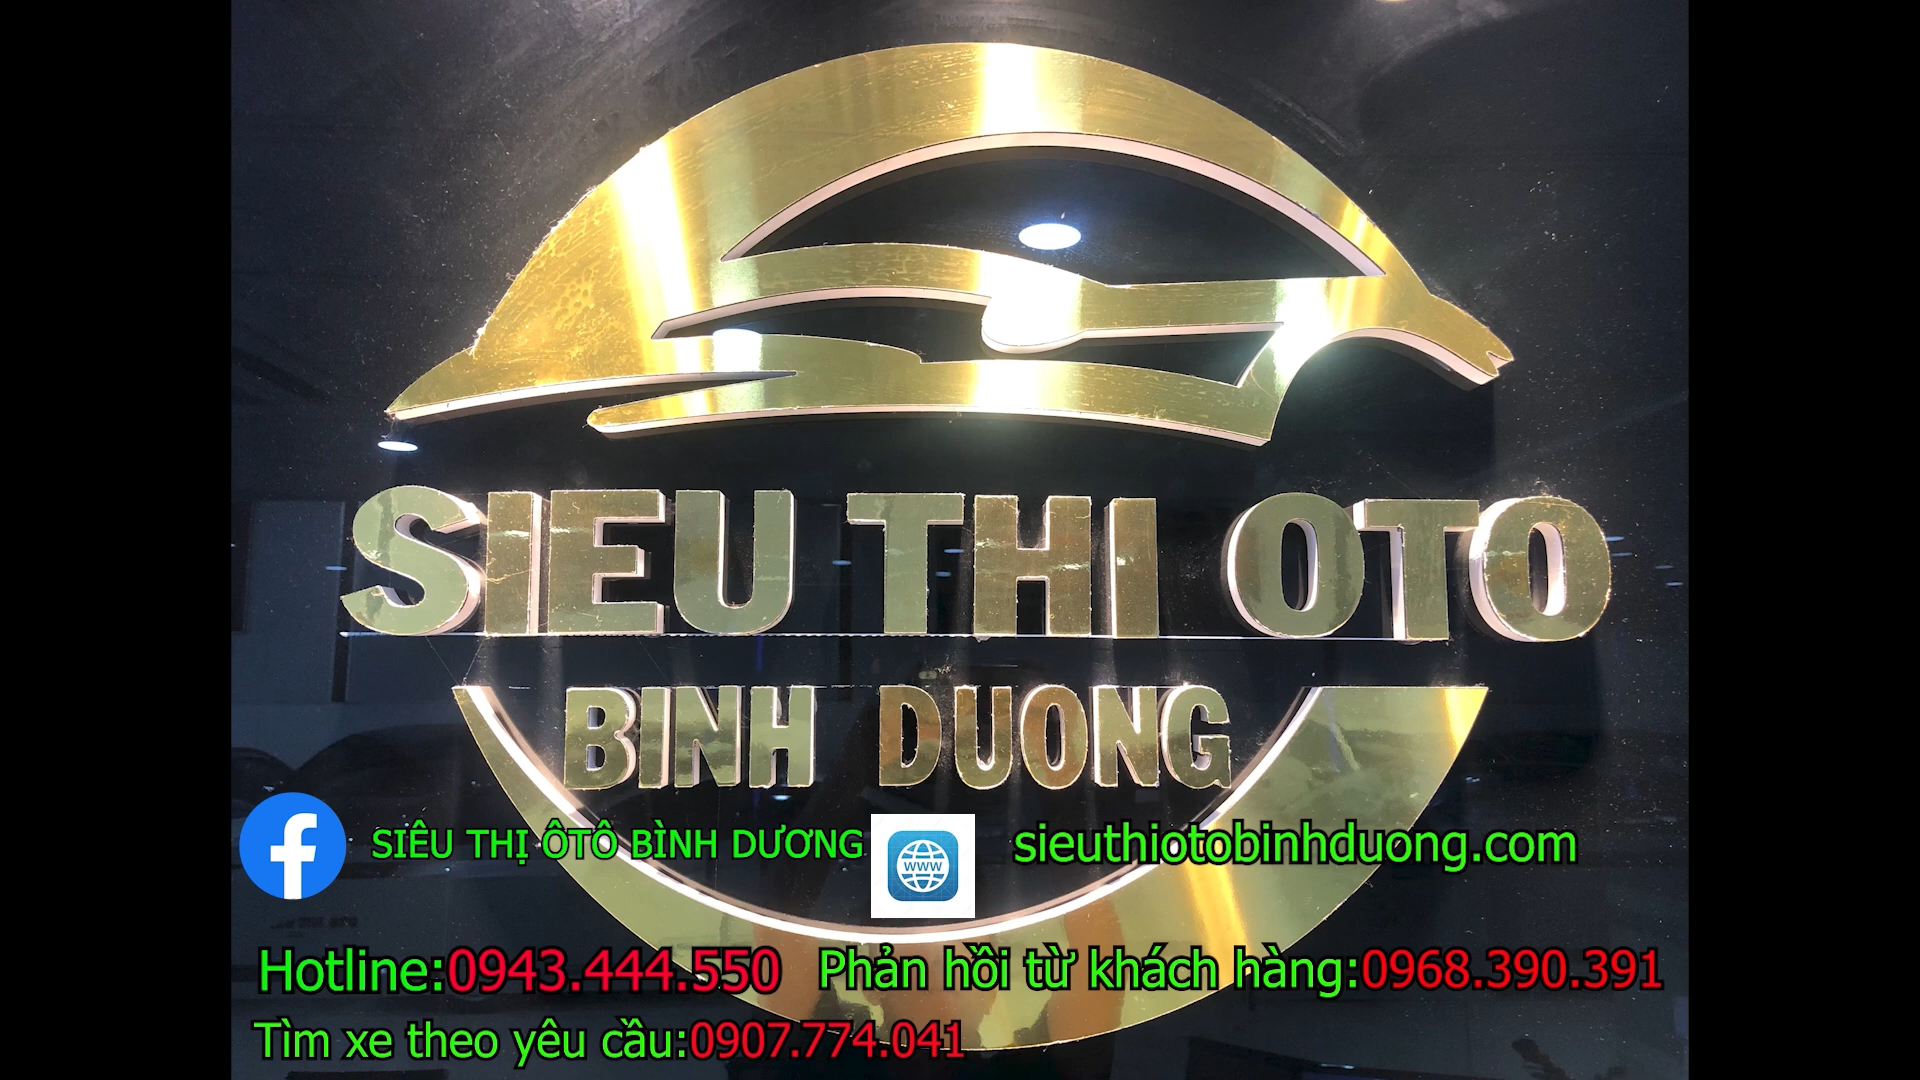 SIEU THI OTO
BINH DUONG
SIÊU THỊ ÔTÔ BÌNH DƯƠNG
www
sieuthiotobinhduong.com
Hotline:0943.444.550 Phản hồi từ khách hàng:0968.390.391
Tìm xe theo yêu cầu:0907.774.041